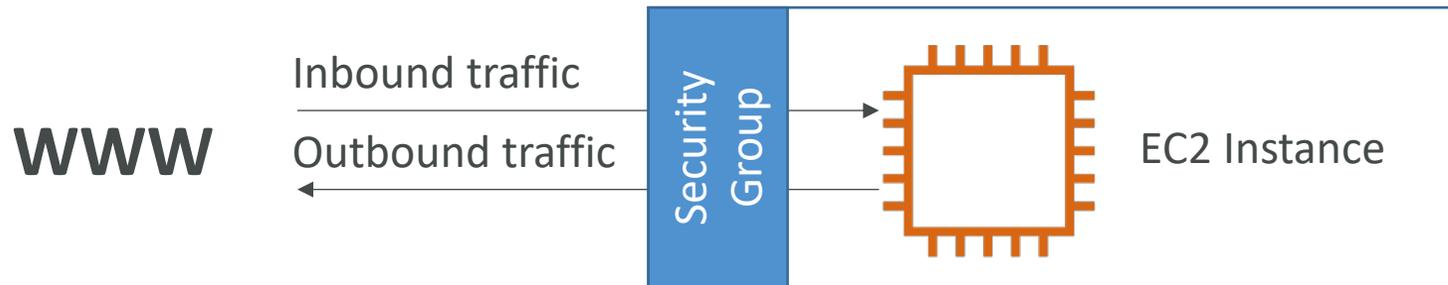 Inbound traffic
WWW
Outbound traffic
Security
Group
EC2 Instance